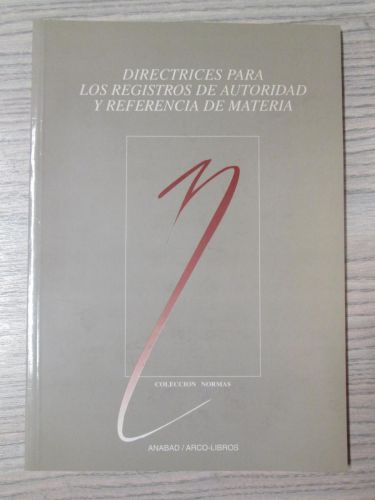 DIRECTRICES PARA
LOS REGISTROS DE AUTORIDAD
Y REFERENCIA DE MATERIA
COLECCION NORMAS
ANABAD / ARCO-LIBROS